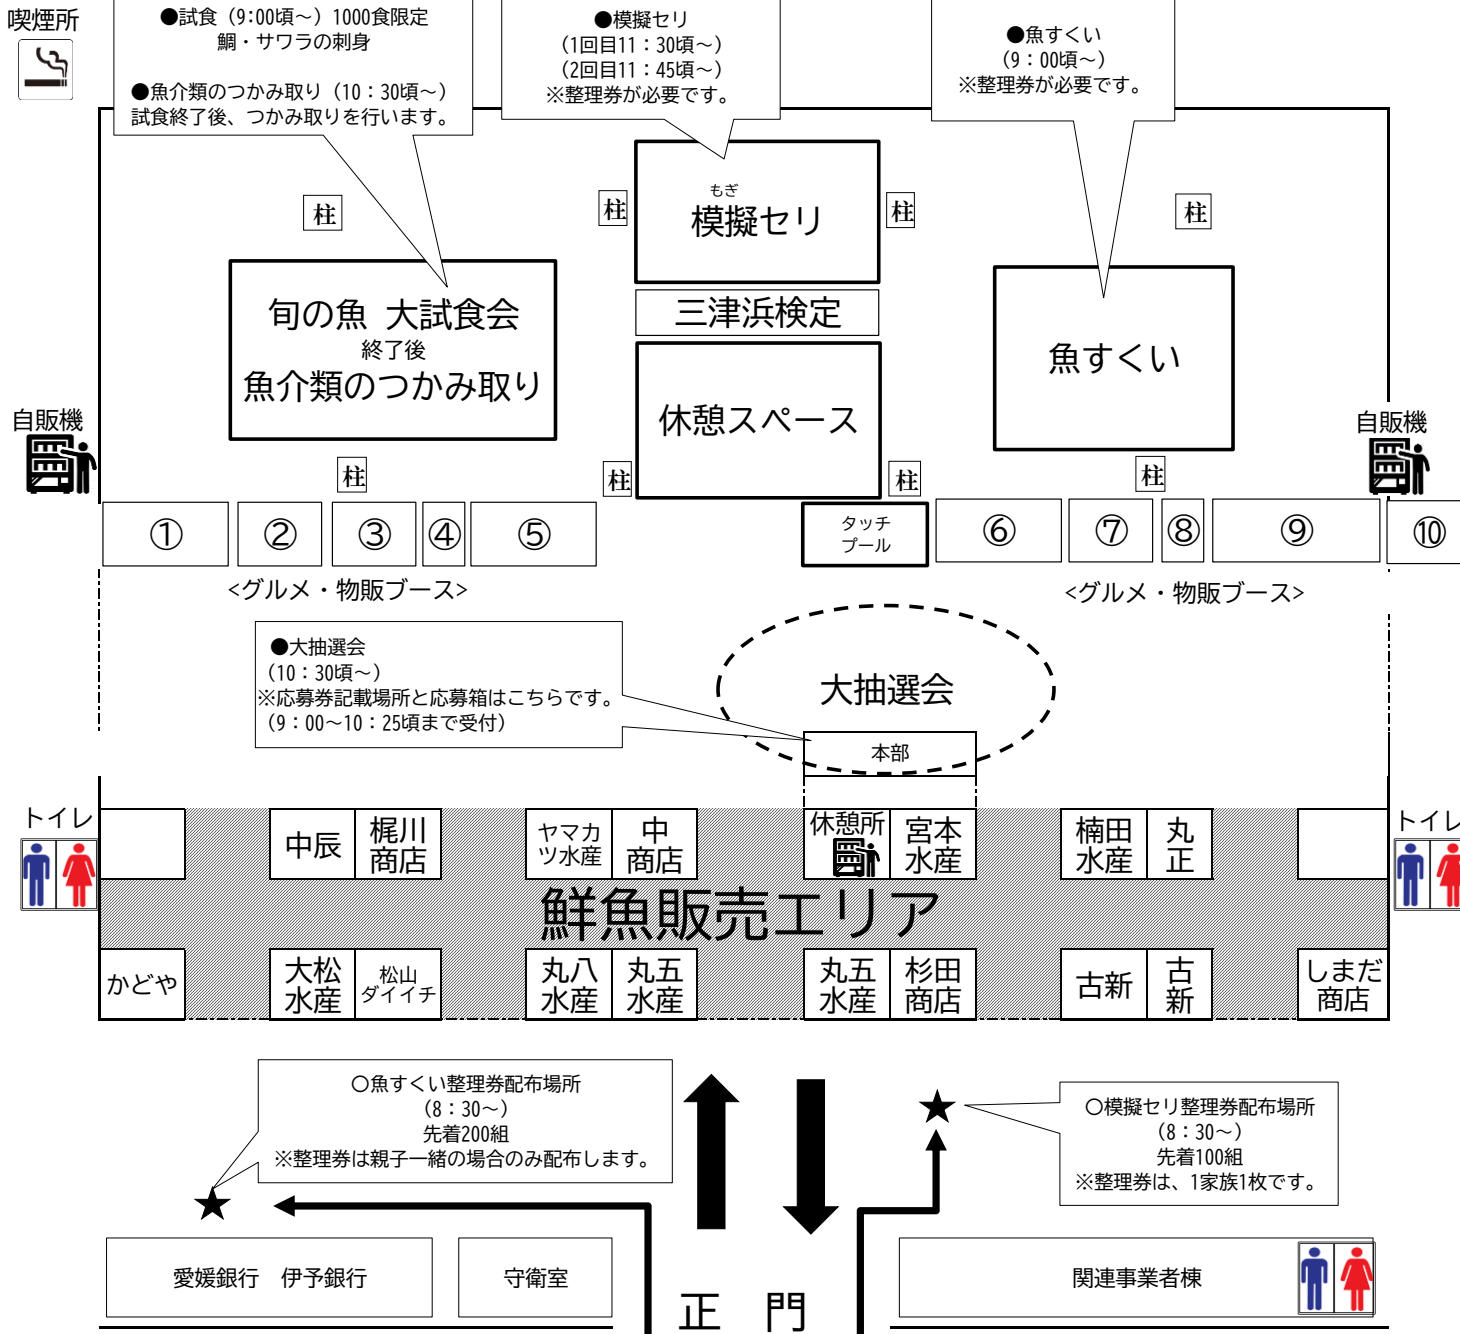 喫煙所
●試食（9:00頃～）1000食限定
鯛・サワラの刺身
●魚介類のつかみ取り（10：30頃～）
試食終了後、つかみ取りを行います。
●模擬セリ
（1回目11：30頃～）
（2回目11：45頃～）
※整理券が必要です。
●魚すくい
（9：00頃～）
※整理券が必要です。
柱
柱
柱
柱
もぎ
模擬セリ
三津浜検定
旬の魚 大試食会
終了後
魚介類のつかみ取り
休憩スペース
魚すくい
自販機
自販機
柱
柱
柱
柱
①
②
③
④
⑤
タッチ
プール
⑥
⑦
⑧
⑨
⑩
<グルメ・物販ブース>
<グルメ・物販ブース>
●大抽選会
（10：30頃～）
※応募券記載場所と応募箱はこちらです。
（9：00～10：25頃まで受付）
大抽選会
本部
トイレ
トイレ
中辰
梶川
商店
ヤマカ
ツ水産
中
商店
休憩所
宮本
水産
楠田
水産
丸
正
鮮魚販売エリア
かどや
大松
水産
松山
ダイイチ
丸八
水産
丸五
水産
丸五
水産
杉田
商店
古新
古
新
しまだ
商店
○魚すくい整理券配布場所
（8：30～）
先着200組
※整理券は親子一緒の場合のみ配布します。
○模擬セリ整理券配布場所
（8：30～）
先着100組
※整理券は、1家族1枚です。
愛媛銀行　伊予銀行
守衛室
正　門
関連事業者棟